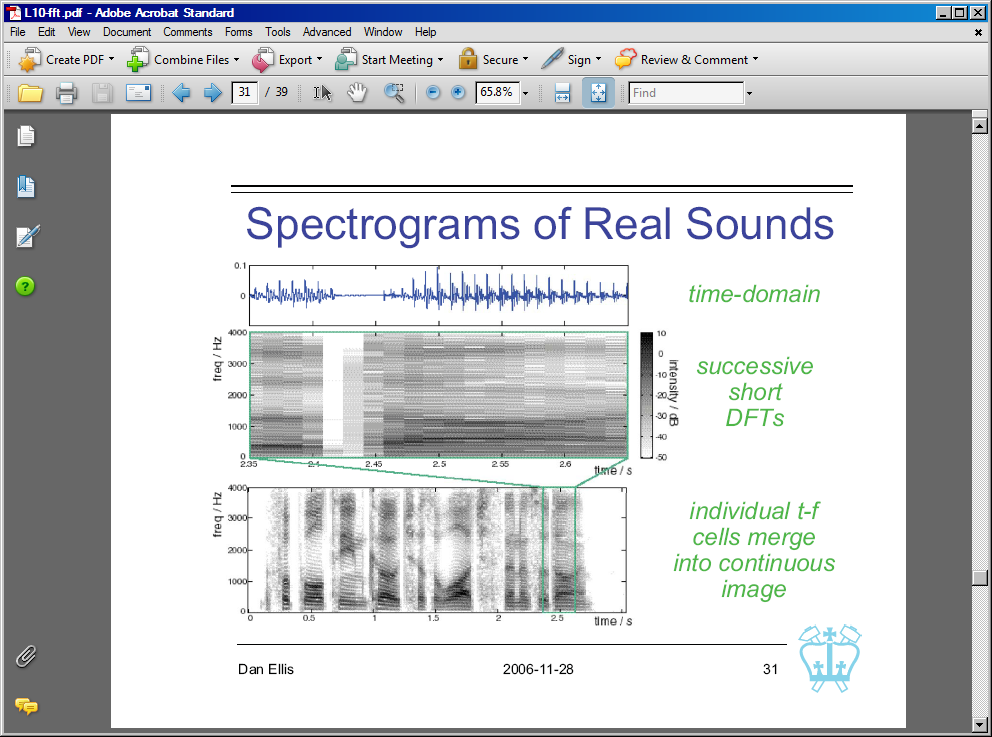 L10-fft.pdf - Adobe Acrobat Standard
File Edit View Document Comments Forms Tools Advanced Window Help
Create PDF Combine Files Export Start Meeting Secure Sign Review & Comment
31 / 39 65.8% Find
Spectrograms of Real Sounds
0.1
0
time-domain
freq / Hz
4000
3000
2000
1000
0
2.35 2.4 2.45 2.5 2.55 2.6 time / s
10
0
-10
-20
-30
-40
-50
intensity / dB
successive
short
DFTs
freq / Hz
4000
3000
2000
1000
0
0 0.5 1 1.5 2 2.5 time / s
individual t-f
cells merge
into continuous
image
Dan Ellis 2006-11-28 31